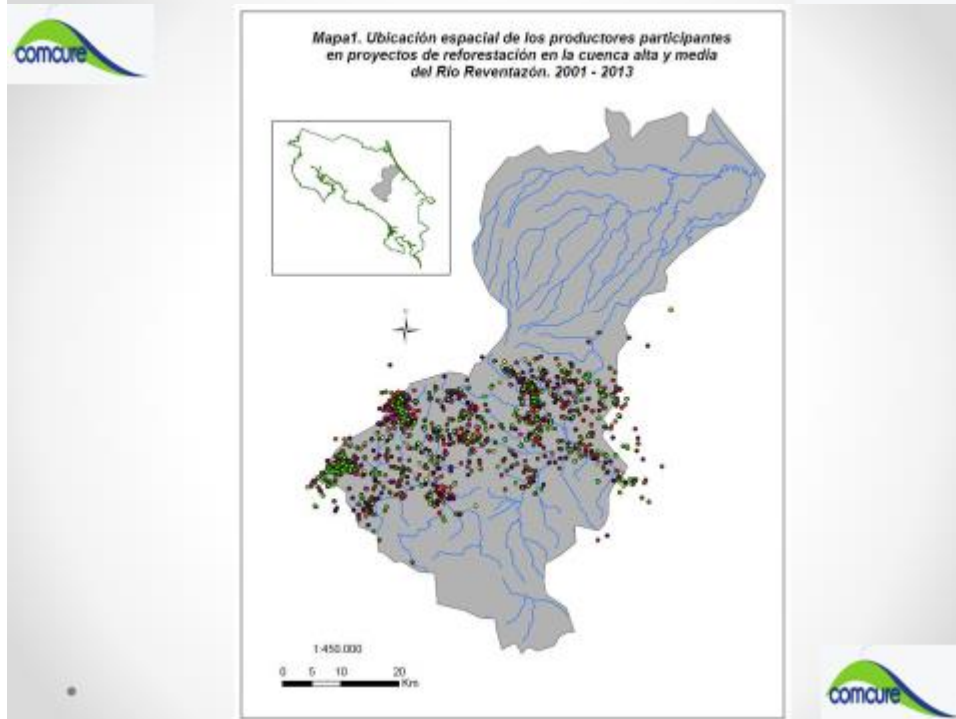 comcure
Mapa1. Ubicación espacial de los productores participantes
en proyectos de reforestación en la cuenca alta y media
del Río Reventazón. 2001 - 2013
1:450.000
0 5 10 20
Km
comcure